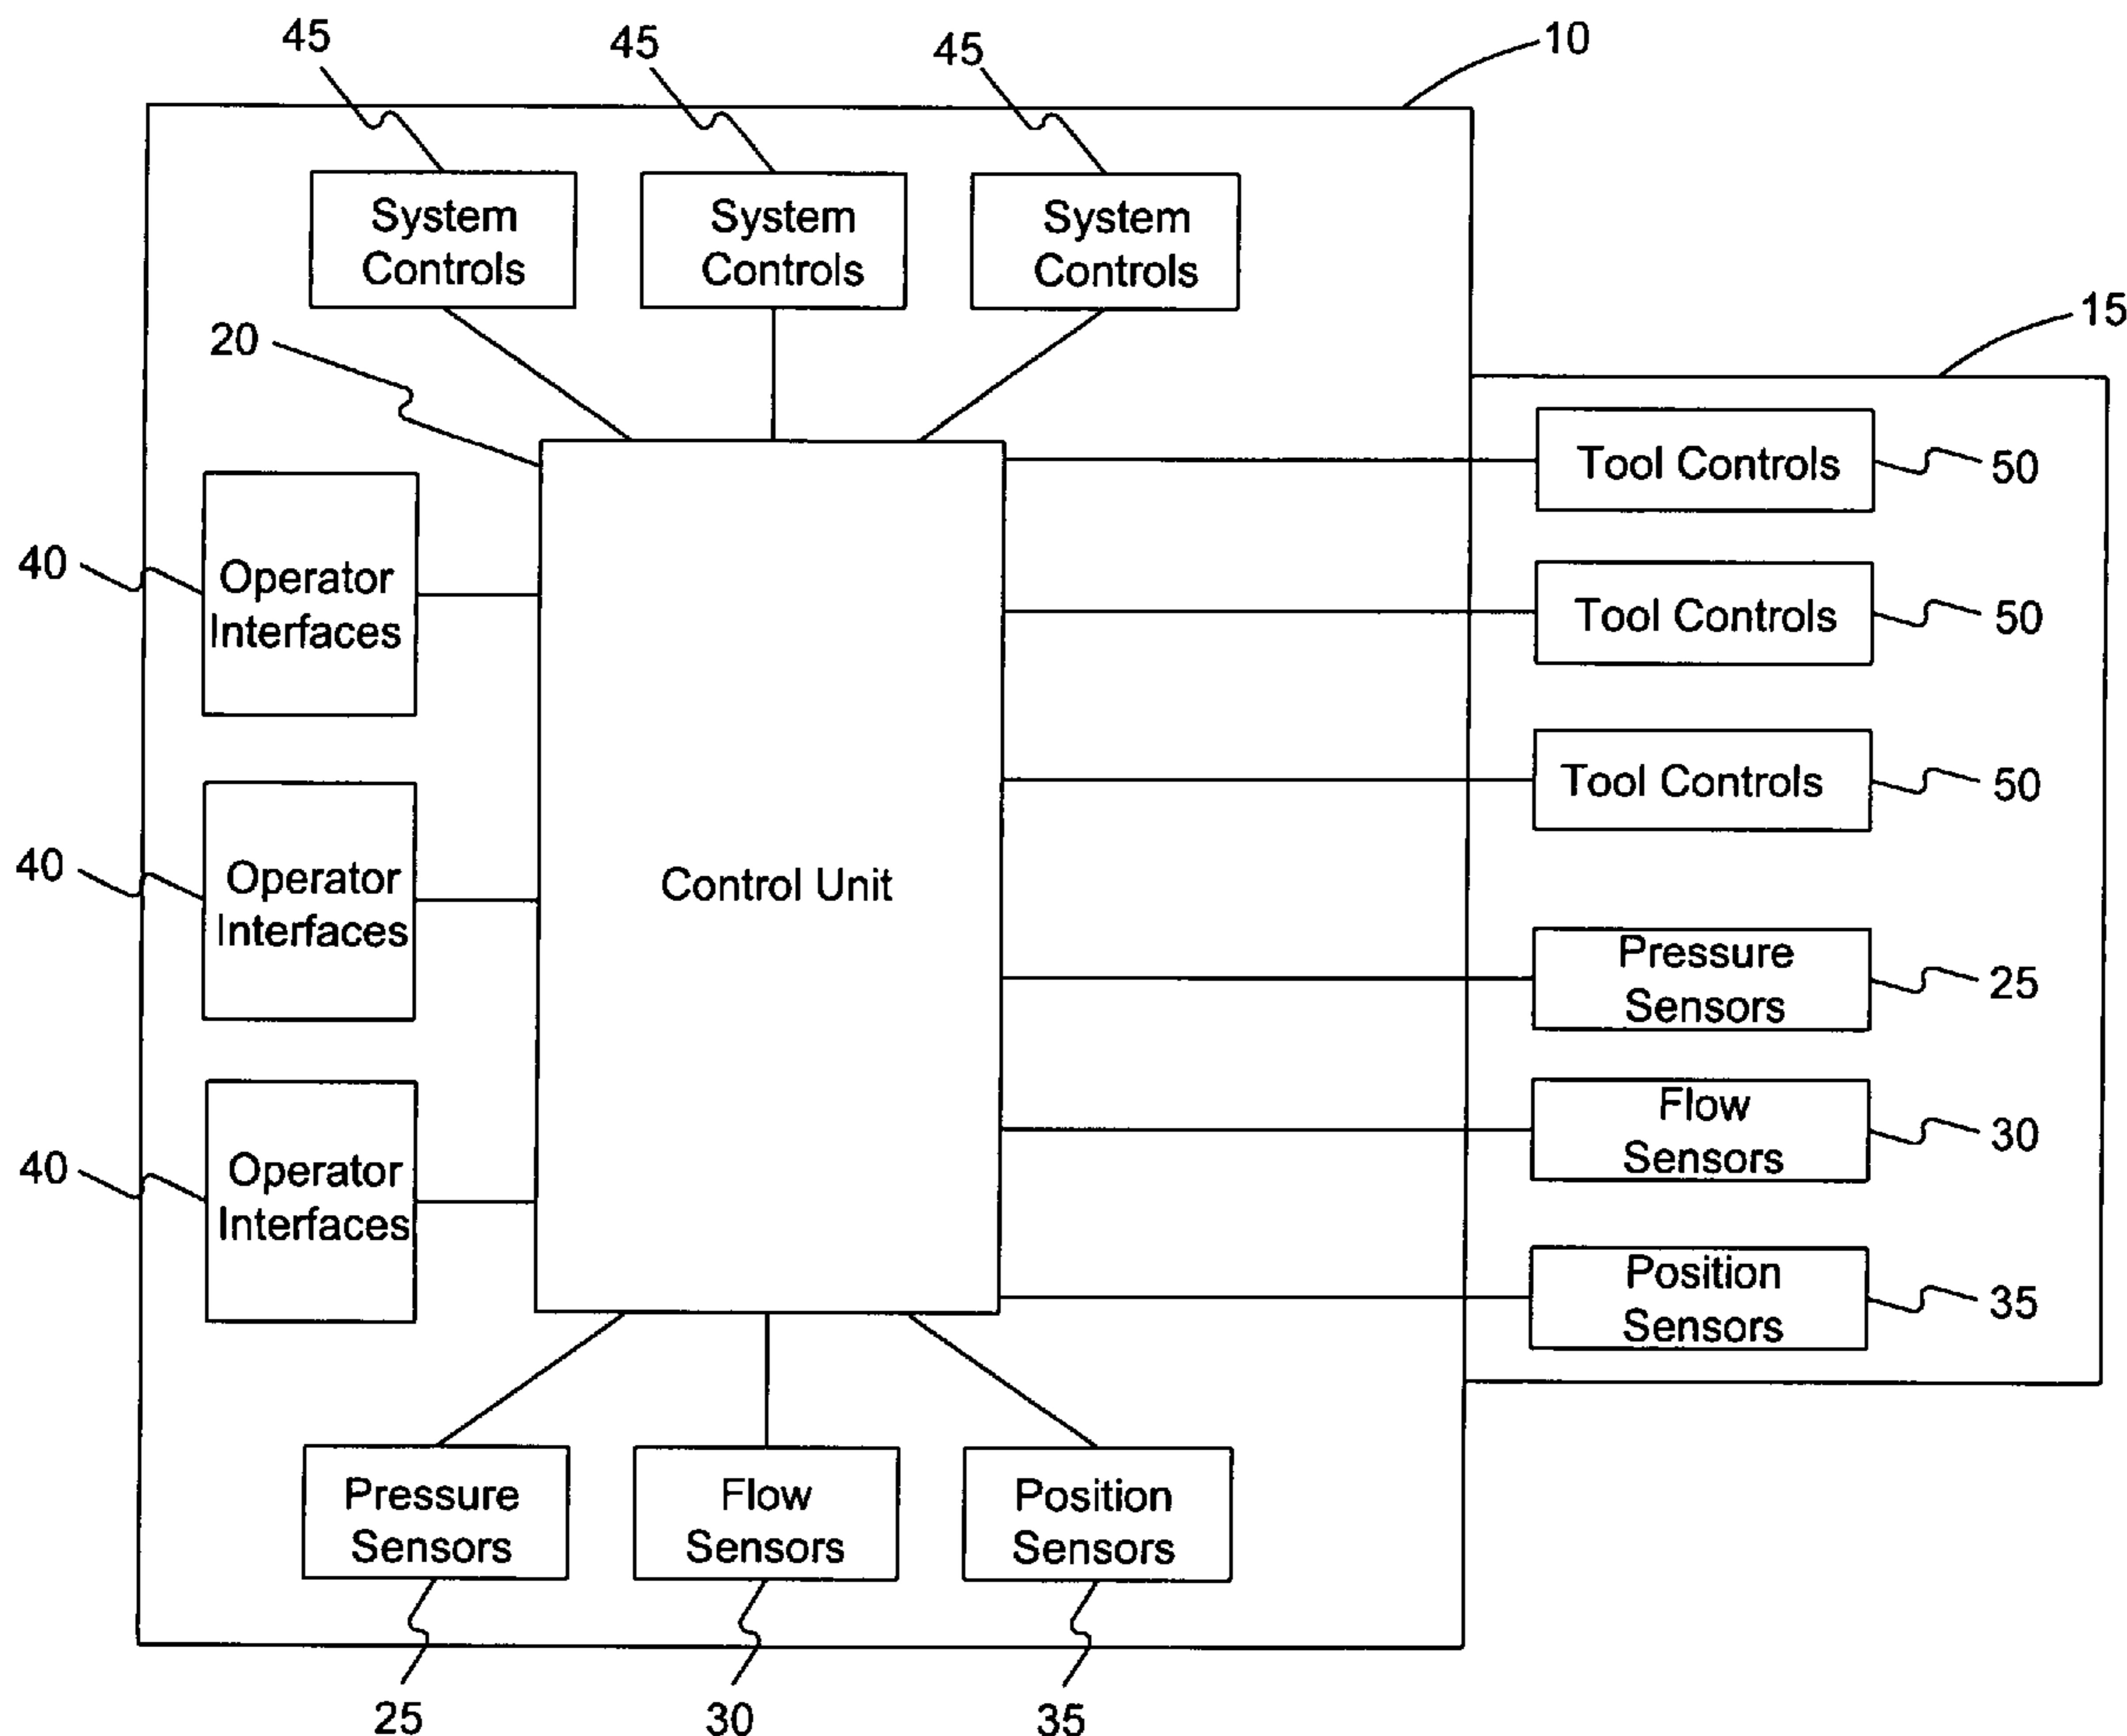 45
45
45
10
System
Controls
System
Controls
System
Controls
15
20
Tool Controls
50
40
Operator
Interfaces
Tool Controls
50
Tool Controls
50
40
Operator
Interfaces
Control Unit
Pressure
Sensors
25
Flow
Sensors
30
40
Operator
Interfaces
Position
Sensors
35
Pressure
Sensors
Flow
Sensors
Position
Sensors
25
30
35